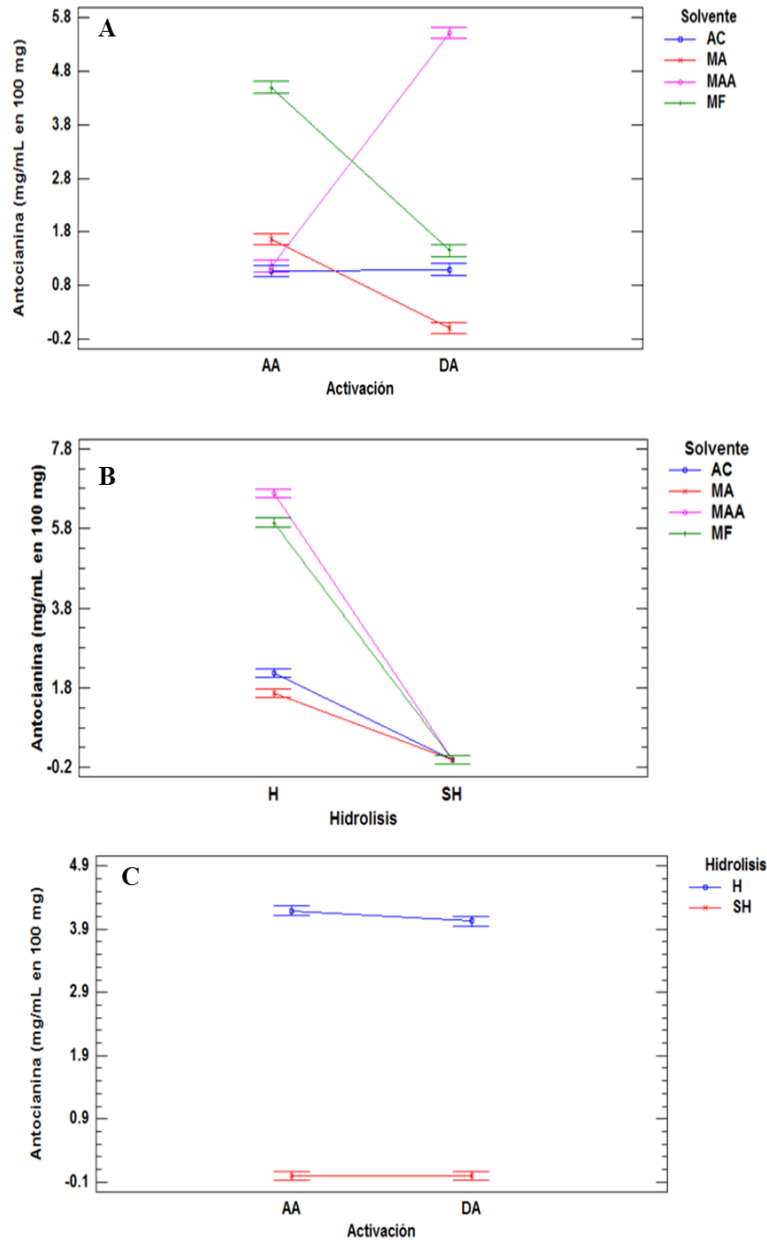 A
Solvente
AC
MA
MAA
MF
Antocianina (mg/mL en 100 mg)
5.8
4.8
3.8
2.8
1.8
0.8
-0.2
AA DA
Activación
B
Solvente
AC
MA
MAA
MF
Antocianina (mg/mL en 100 mg)
7.8
5.8
3.8
1.8
-0.2
H SH
Hidrolisis
C
Hidrolisis
H
SH
Antocianina (mg/mL en 100 mg)
4.9
3.9
2.9
1.9
0.9
-0.1
AA DA
Activación